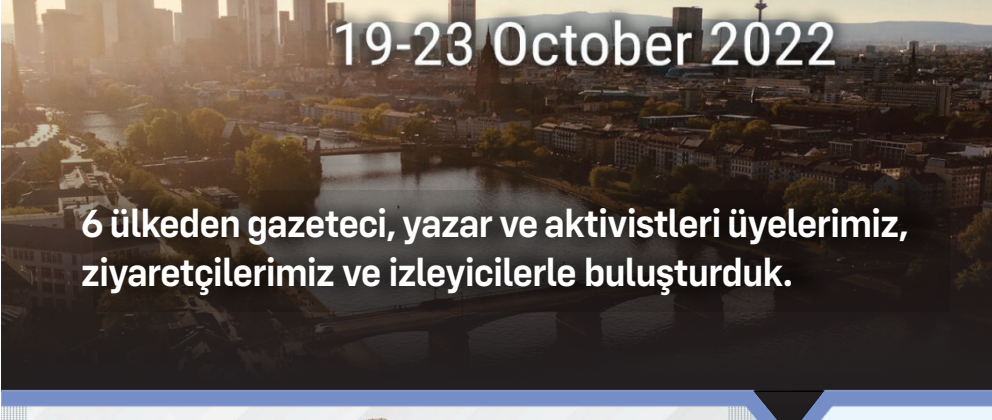 19-23 October 2022
6 ülkeden gazeteci, yazar ve aktivistleri üyelerimiz,
ziyaretçilerimiz ve izleyicilerle buluşturduk.